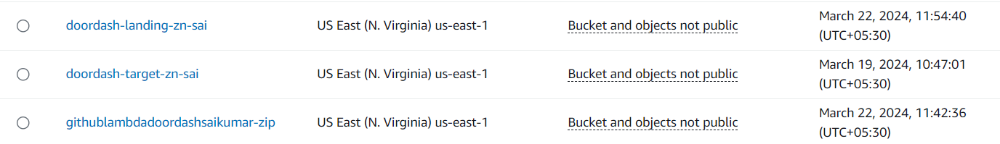 doordash-landing-zn-sai US East (N. Virginia) us-east-1 Bucket and objects not public March 22, 2024, 11:54:40
(UTC+05:30)
doordash-target-zn-sai US East (N. Virginia) us-east-1 Bucket and objects not public March 19, 2024, 10:47:01
(UTC+05:30)
githublambdadoordashsaikumar-zip US East (N. Virginia) us-east-1 Bucket and objects not public March 22, 2024, 11:42:36
(UTC+05:30)